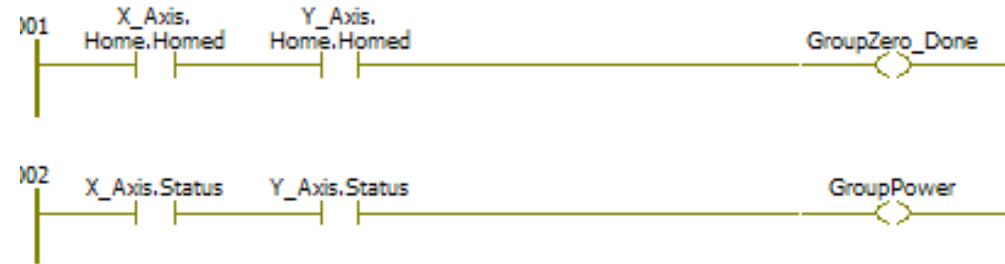 001
X_Axis.
Home.Homed
Y_Axis.
Home.Homed
GroupZero_Done
002
X_Axis.Status
Y_Axis.Status
GroupPower